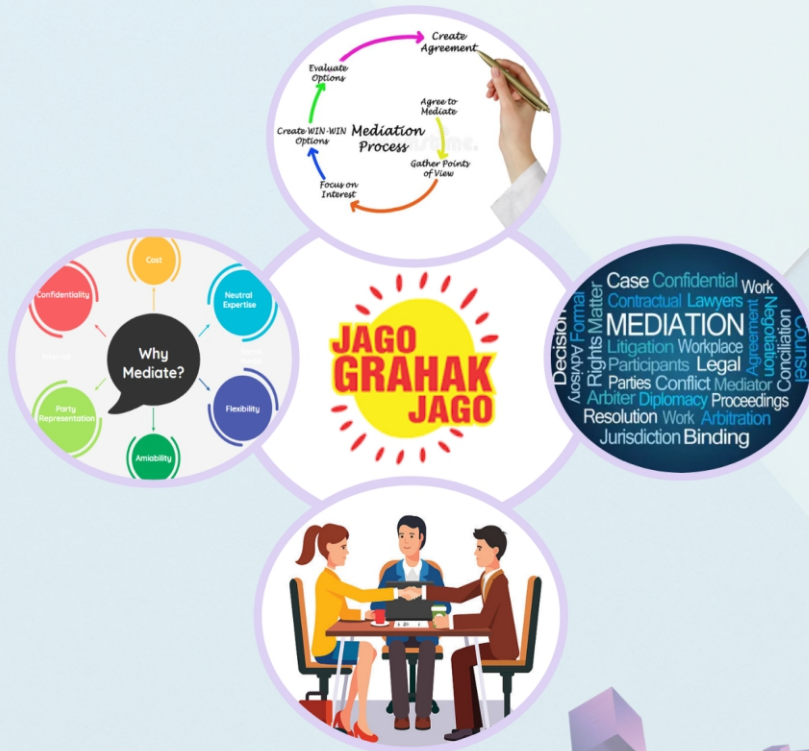 Create
Agreement
Evaluate
Options
Agree to
Mediate
Create WIN-WIN
Options
Mediation
Process
Gather Points
of View
Focus on
Interest
Cost
Confidentiality
Neutral
Expertise
Why
Mediate?
Party
Representation
Flexibility
Amiability
JAGO
GRAHAK
JAGO
Case Confidential Work
Contractual Lawyers
MEDIATION
Litigation Workplace
Participants Legal
Parties Conflict Mediator
Arbiter Diplomacy Proceedings
Resolution Work Arbitration
Jurisdiction Binding
Decision
Advisory Formal
Rights Matter
Agreement
Negotiation
Conciliation
Counsel